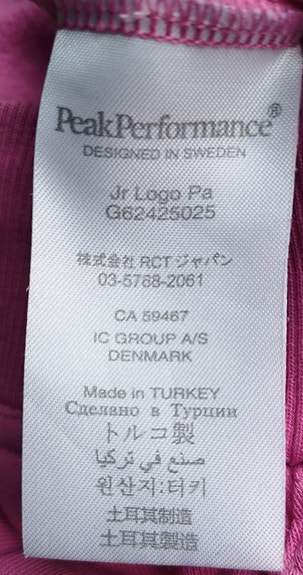 PeakPerformance®
DESIGNED IN SWEDEN
Jr Logo Pa
G62425025
株式会社 RCT ジャパン
03-5768-2061
CA 59467
IC GROUP A/S
DENMARK
Made in TURKEY
Сделано в Турции
トルコ製
صنع في تركيا
원산지:터키
土耳其制造
土耳其製造